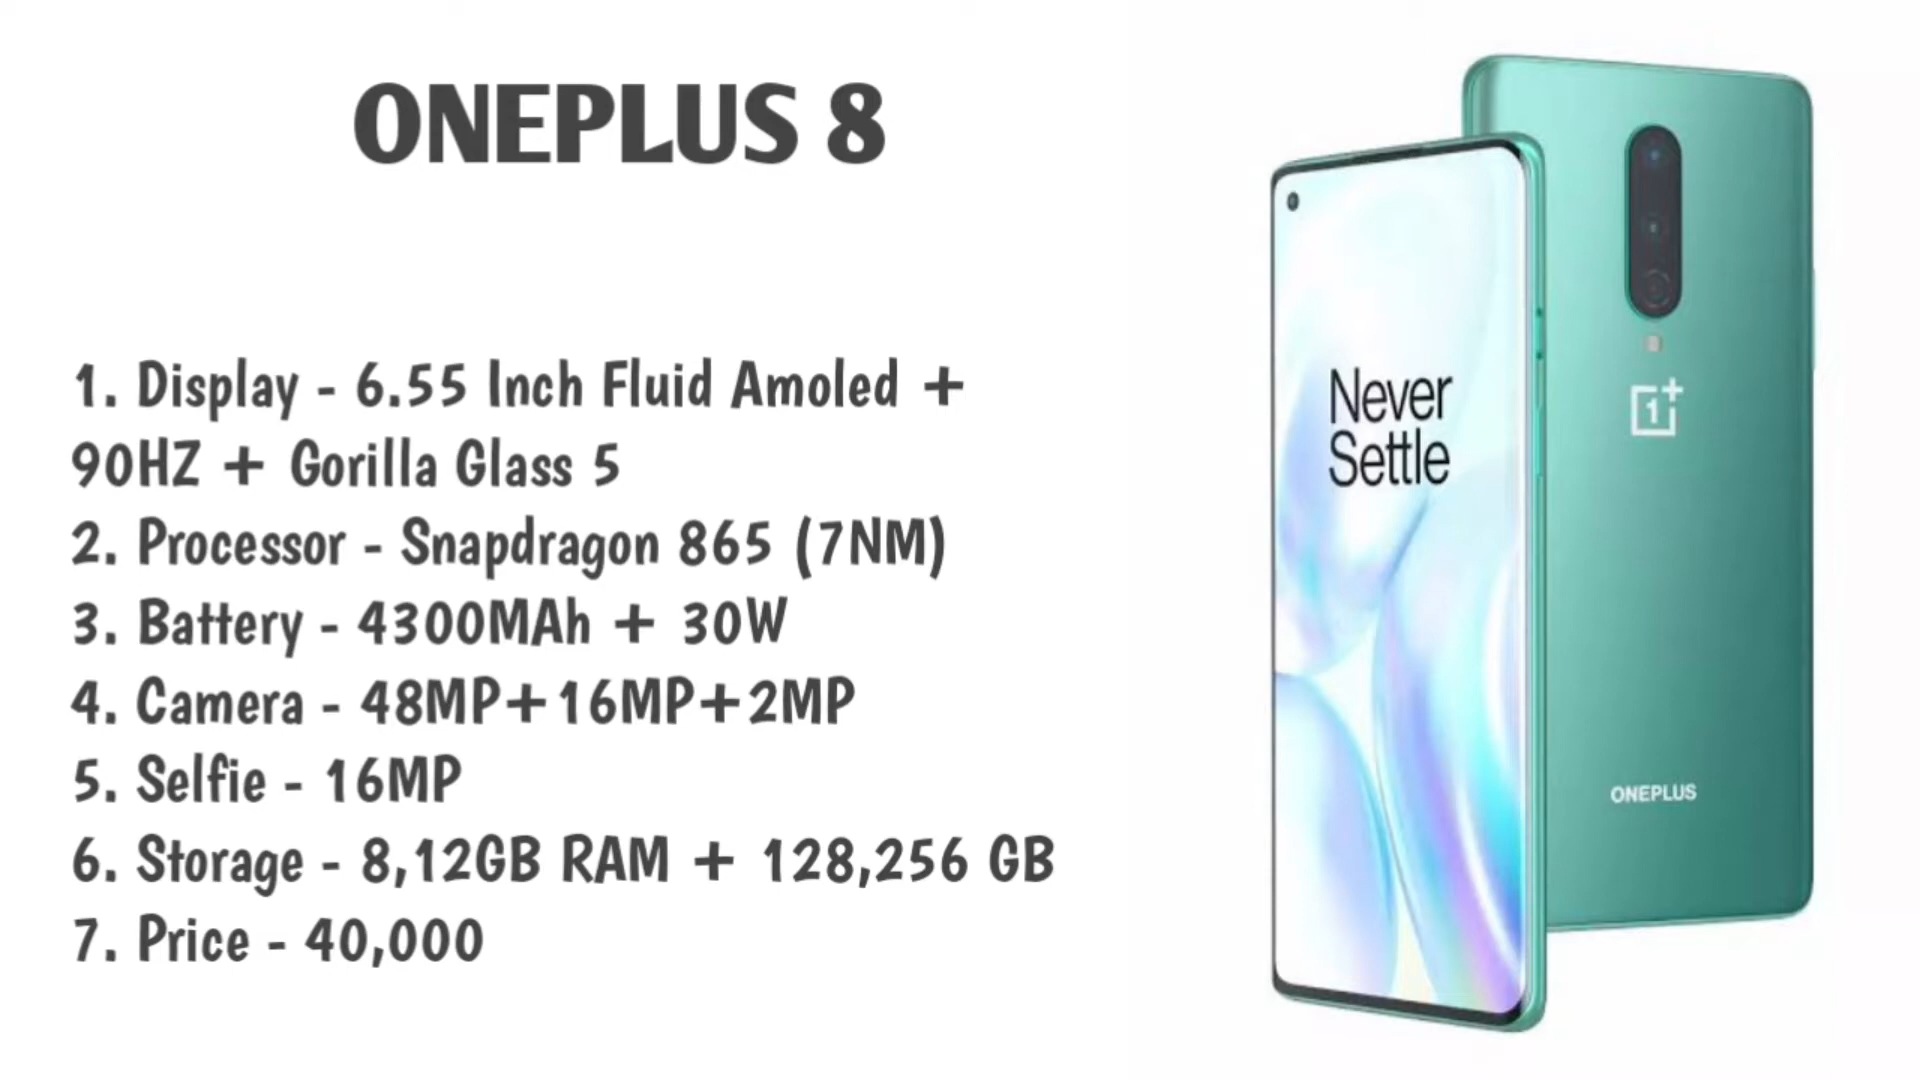 ONEPLUS 8
1. Display - 6.55 Inch Fluid Amoled +
90HZ + Gorilla Glass 5
2. Processor - Snapdragon 865 (7NM)
3. Battery - 4300MAh + 30W
4. Camera - 48MP+16MP+2MP
5. Selfie - 16MP
6. Storage - 8,12GB RAM + 128,256 GB
7. Price - 40,000
Never
Settle
1+
ONEPLUS